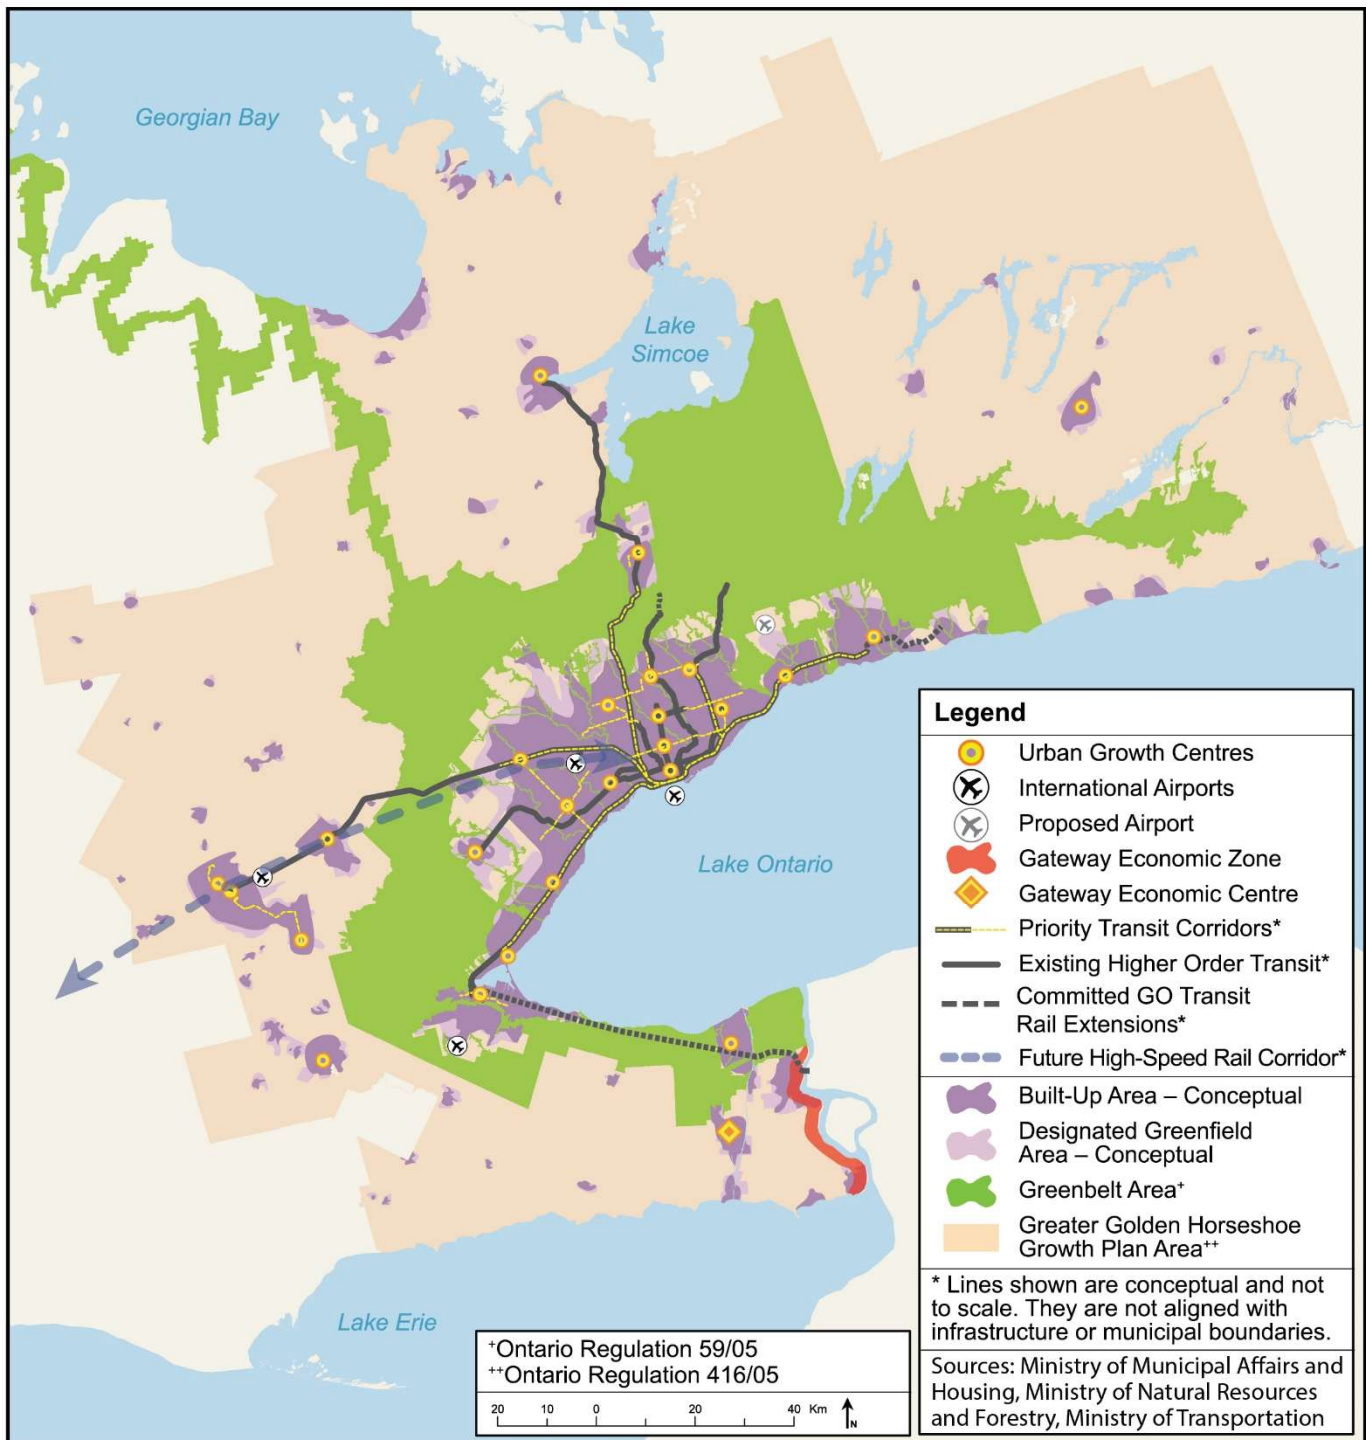 Georgian Bay
Lake
Simcoe
Lake Ontario
Lake Erie
Legend
Urban Growth Centres
International Airports
Proposed Airport
Gateway Economic Zone
Gateway Economic Centre
Priority Transit Corridors*
Existing Higher Order Transit*
Committed GO Transit
Rail Extensions*
Future High-Speed Rail Corridor*
Built-Up Area – Conceptual
Designated Greenfield
Area – Conceptual
Greenbelt Area+
Greater Golden Horseshoe
Growth Plan Area++
* Lines shown are conceptual and not
to scale. They are not aligned with
infrastructure or municipal boundaries.
Sources: Ministry of Municipal Affairs and
Housing, Ministry of Natural Resources
and Forestry, Ministry of Transportation
+Ontario Regulation 59/05
++Ontario Regulation 416/05
20 10 0 20 40 Km N